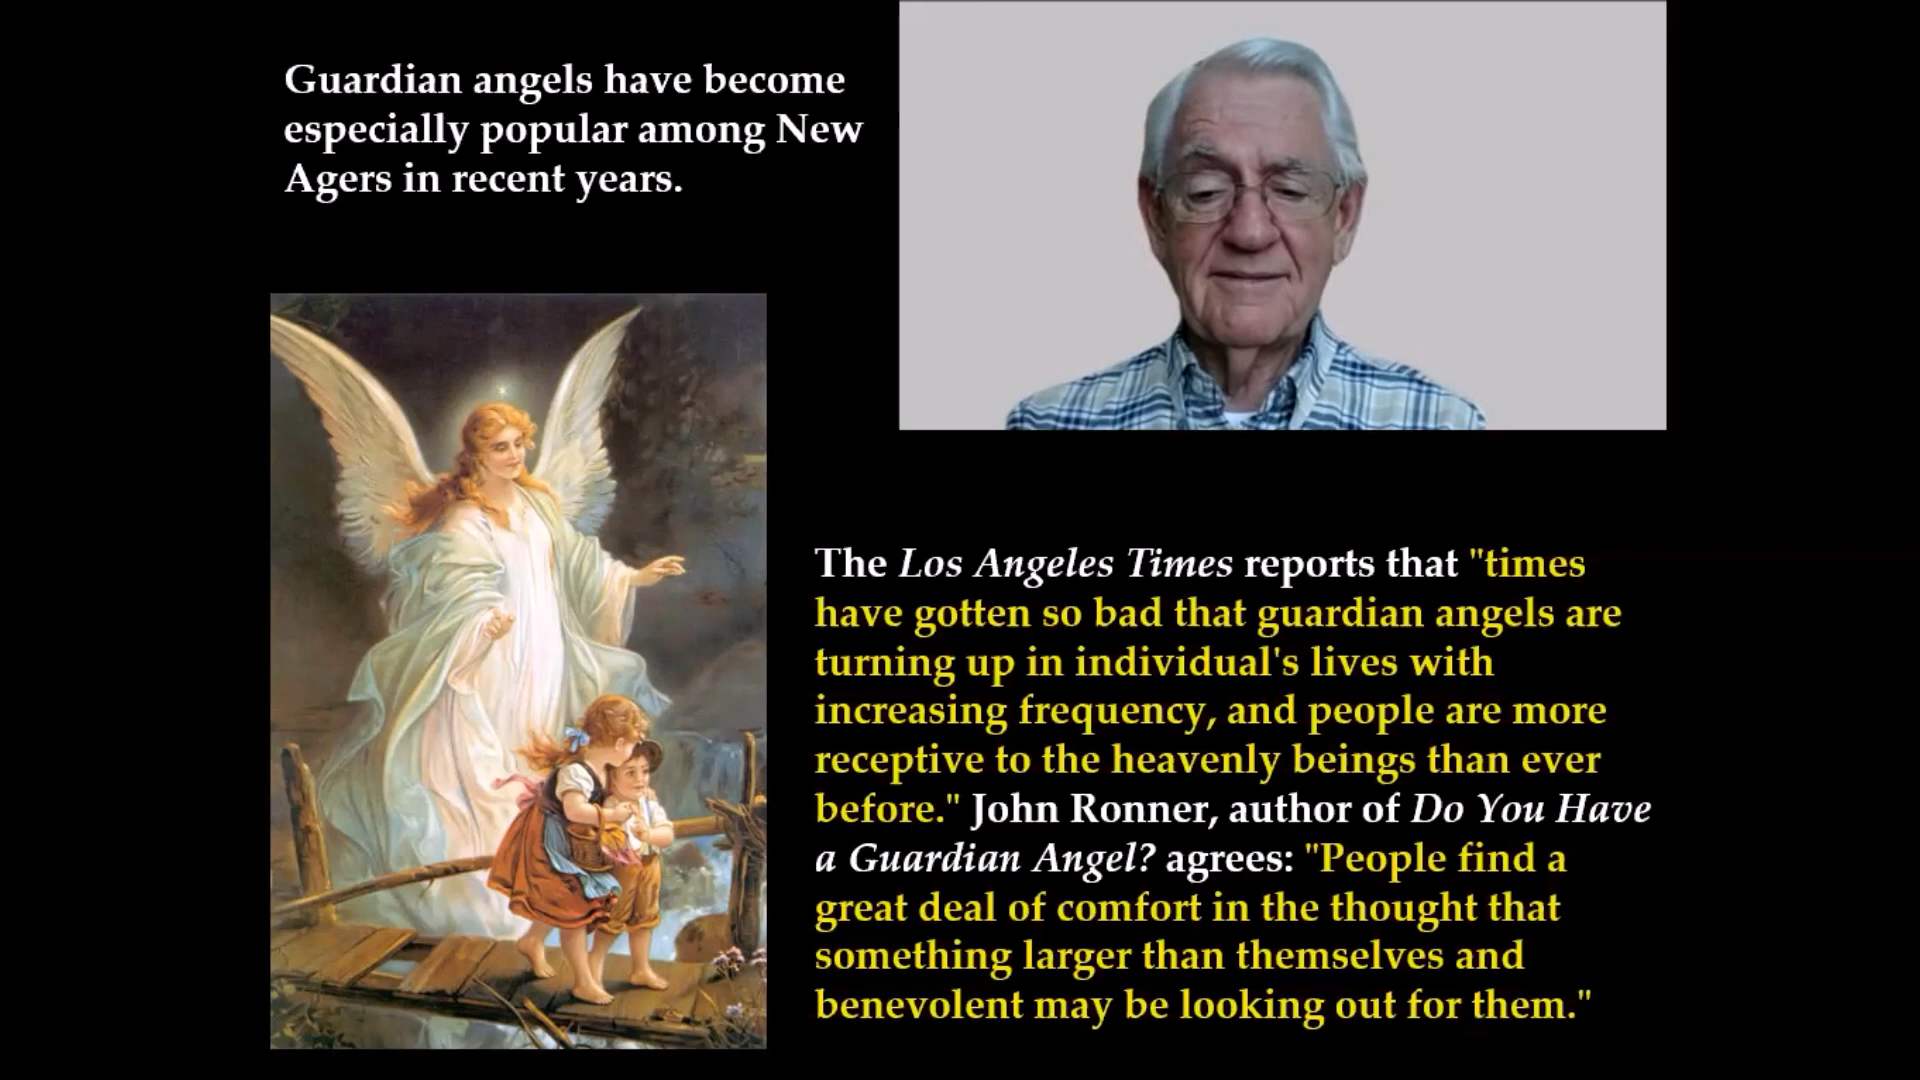 Guardian angels have become
especially popular among New
Agers in recent years.
The Los Angeles Times reports that "times
have gotten so bad that guardian angels are
turning up in individual's lives with
increasing frequency, and people are more
receptive to the heavenly beings than ever
before." John Ronner, author of Do You Have
a Guardian Angel? agrees: "People find a
great deal of comfort in the thought that
something larger than themselves and
benevolent may be looking out for them."